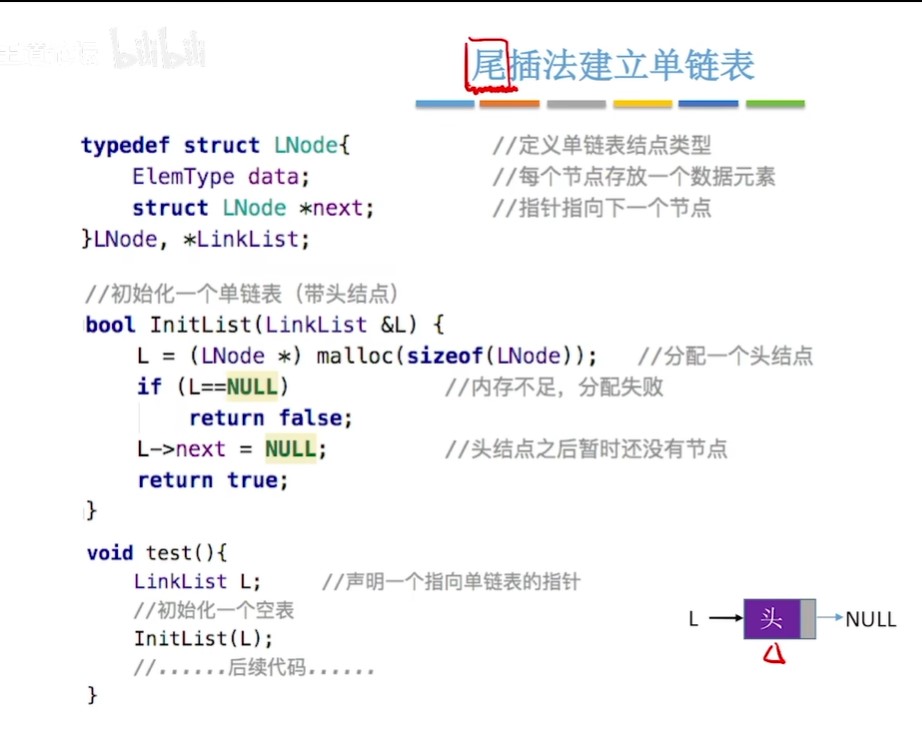 bilibili
尾插法建立单链表
typedef struct LNode{ //定义单链表结点类型
ElemType data; //每个节点存放一个数据元素
struct LNode *next; //指针指向下一个节点
}LNode, *LinkList;
//初始化一个单链表（带头结点）
bool InitList(LinkList &L) {
L = (LNode *) malloc(sizeof(LNode)); //分配一个头结点
if (L==NULL) //内存不足，分配失败
return false;
L->next = NULL; //头结点之后暂时还没有节点
return true;
}
void test(){
LinkList L; //声明一个指向单链表的指针
//初始化一个空表
InitList(L);
//......后续代码......
}
L 头 NULL